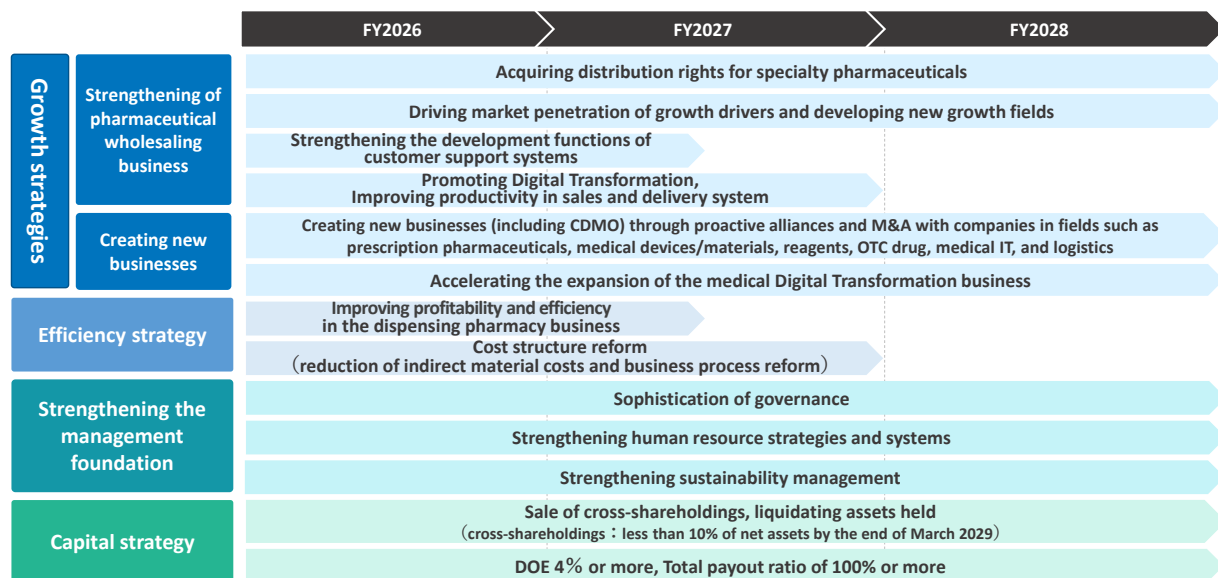 FY2026
FY2027
FY2028
Growth strategies
Strengthening of
pharmaceutical
wholesaling
business
Acquiring distribution rights for specialty pharmaceuticals
Driving market penetration of growth drivers and developing new growth fields
Strengthening the development functions of
customer support systems
Promoting Digital Transformation,
Improving productivity in sales and delivery system
Creating new
businesses
Creating new businesses (including CDMO) through proactive alliances and M&A with companies in fields such as
prescription pharmaceuticals, medical devices/materials, reagents, OTC drug, medical IT, and logistics
Accelerating the expansion of the medical Digital Transformation business
Efficiency strategy
Improving profitability and efficiency
in the dispensing pharmacy business
Cost structure reform
（reduction of indirect material costs and business process reform）
Strengthening the
management
foundation
Sophistication of governance
Strengthening human resource strategies and systems
Strengthening sustainability management
Capital strategy
Sale of cross-shareholdings, liquidating assets held
（cross-shareholdings：less than 10% of net assets by the end of March 2029）
DOE 4％ or more, Total payout ratio of 100% or more